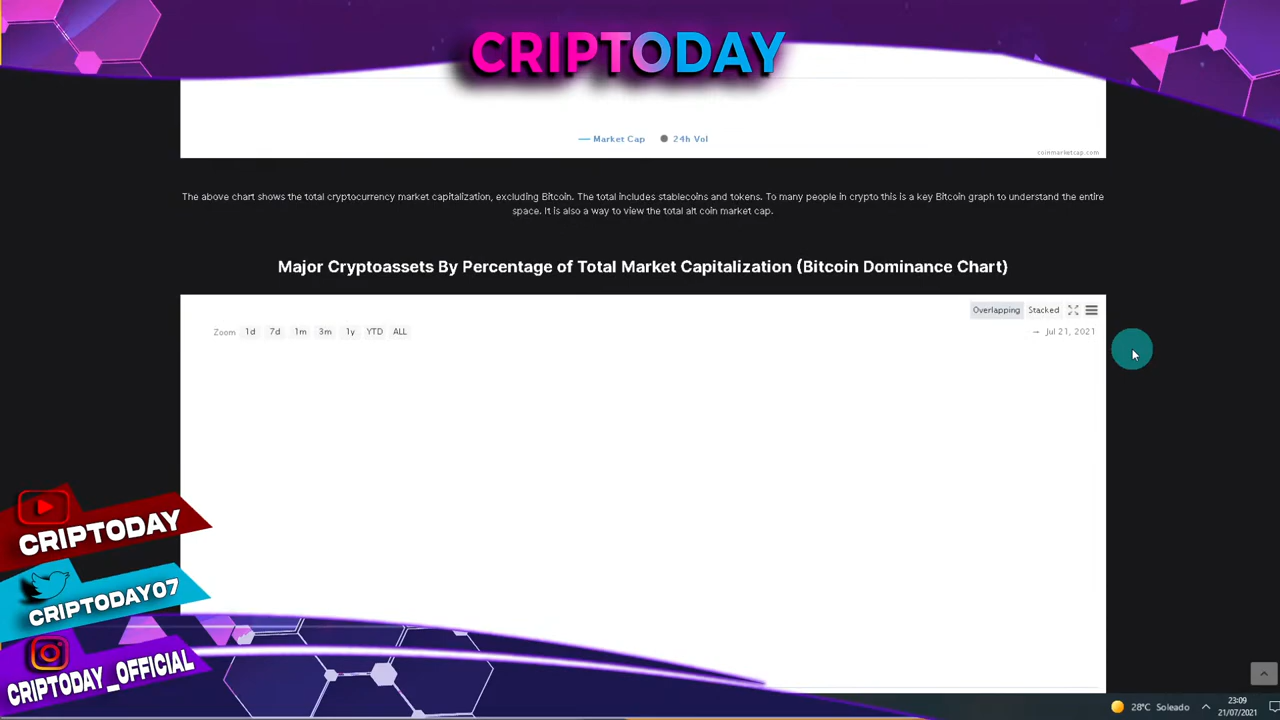 CRIPTODAY
Market Cap 24h Vol
coinmarketcap.com
The above chart shows the total cryptocurrency market capitalization, excluding Bitcoin. The total includes stablecoins and tokens. To many people in crypto this is a key Bitcoin graph to understand the entire
space. It is also a way to view the total alt coin market cap.
Major Cryptoassets By Percentage of Total Market Capitalization (Bitcoin Dominance Chart)
Overlapping Stacked
Zoom 1d 7d 1m 3m 1y YTD ALL → Jul 21, 2021
CRIPTODAY
CRIPTODAY07
CRIPTODAY_OFFICIAL
28°C Soleado
23:09
21/07/2021